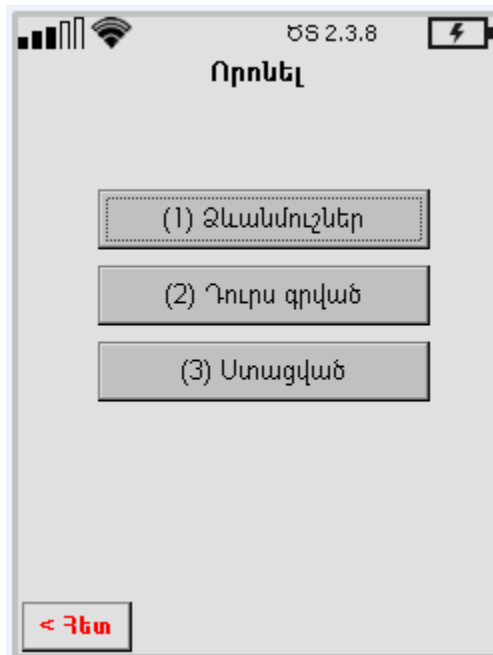 ԾՏ 2.3.8
Որոնել
(1) Ձևանմուշներ
(2) Դուրս գրված
(3) Ստացված
< Հետ